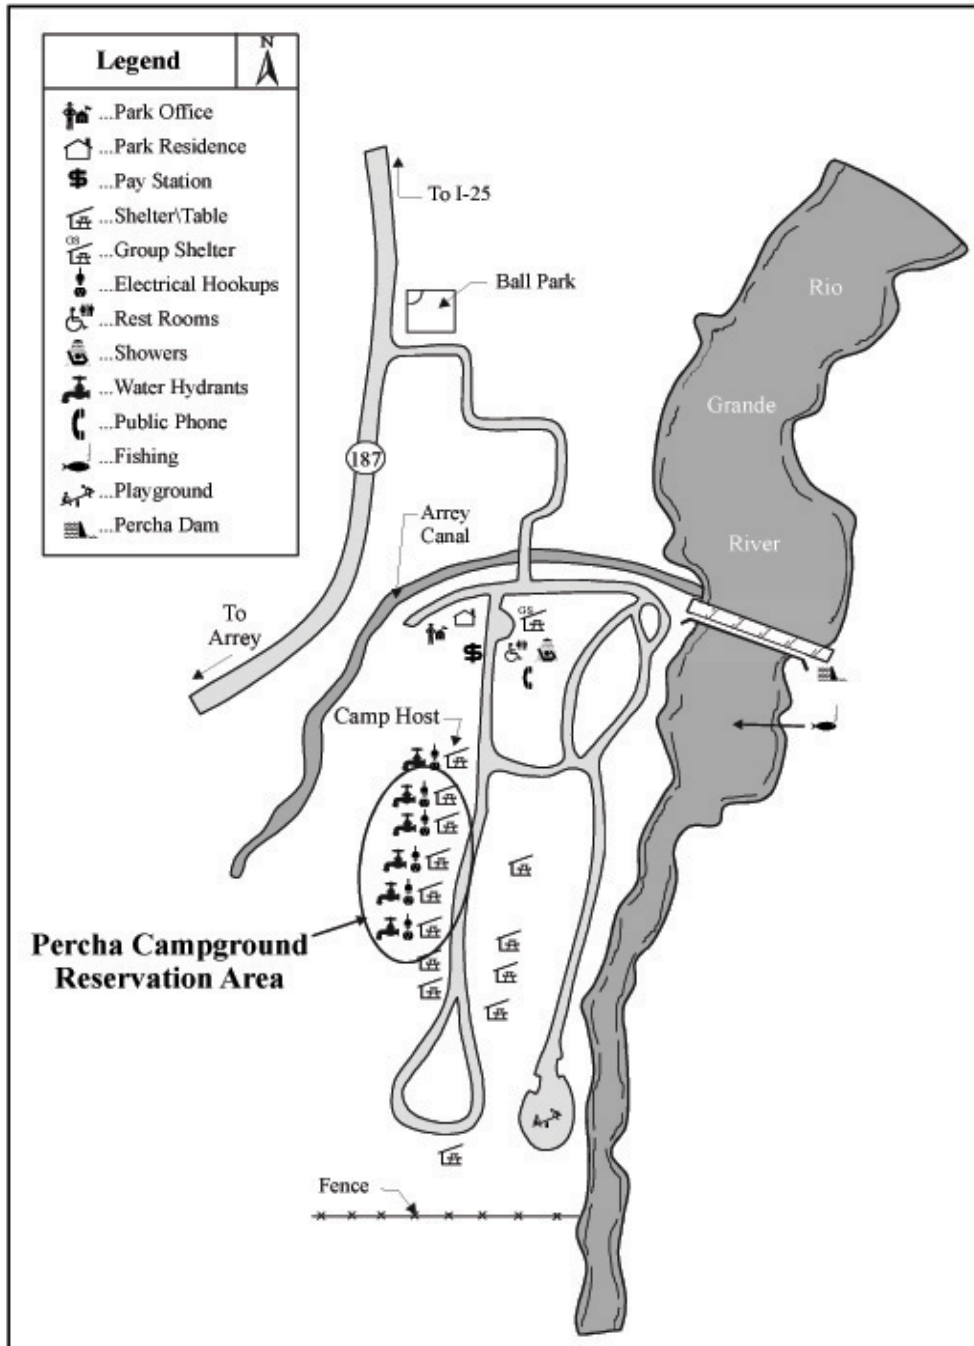 Legend
N
...Park Office
...Park Residence
$ ...Pay Station
...Shelter\Table
GS ...Group Shelter
...Electrical Hookups
...Rest Rooms
...Showers
...Water Hydrants
...Public Phone
...Fishing
...Playground
...Percha Dam
To I-25
Ball Park
Rio
Grande
River
187
Arrey
Canal
To
Arrey
GS
$
Camp Host
Percha Campground
Reservation Area
Fence